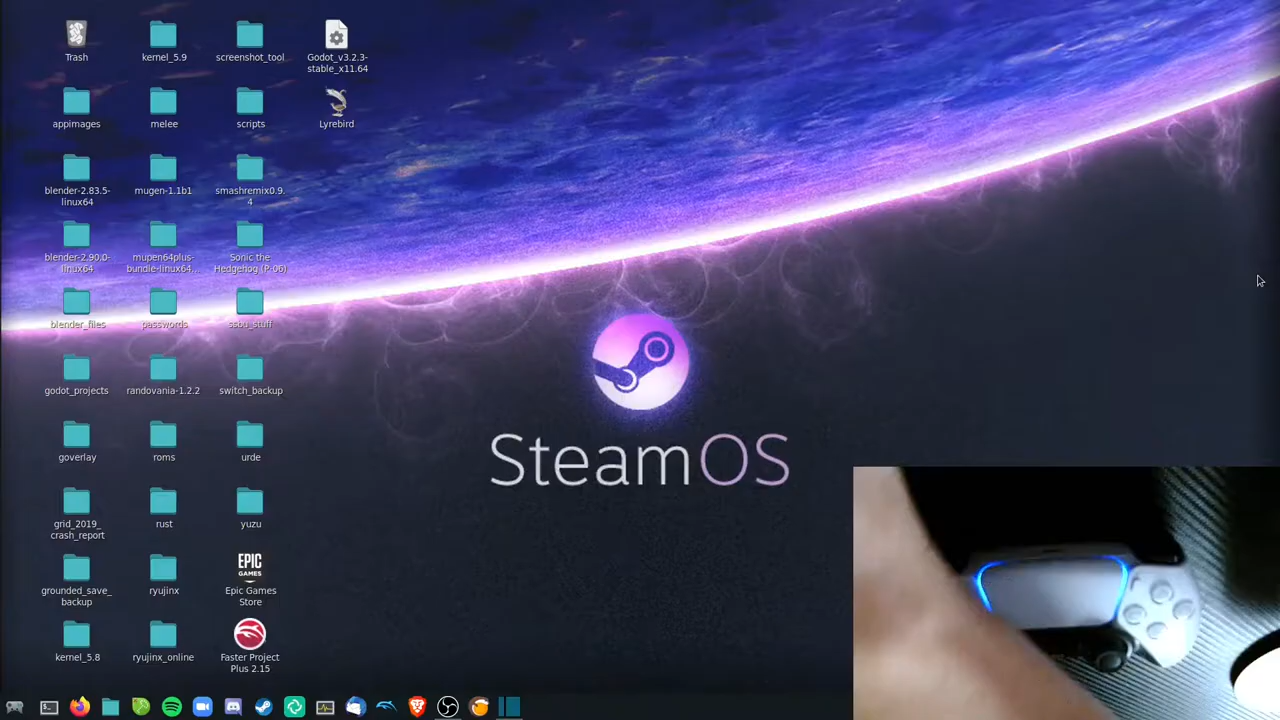 Trash
kernel_5.9
screenshot_tool
Godot_v3.2.3-
stable_x11.64
appimages
melee
scripts
Lyrebird
blender-2.83.5-
linux64
mugen-1.1b1
smashremix0.9.
4
blender-2.90.0-
linux64
mupen64plus-
bundle-linux64...
Sonic the
Hedgehog (P-06)
blender_files
passwords
ssbu_stuff
godot_projects
randovania-1.2.2
switch_backup
goverlay
roms
urde
grid_2019_
crash_report
rust
yuzu
grounded_save_
backup
ryujinx
EPIC
GAMES
Epic Games
Store
kernel_5.8
ryujinx_online
Faster Project
Plus 2.15
SteamOS